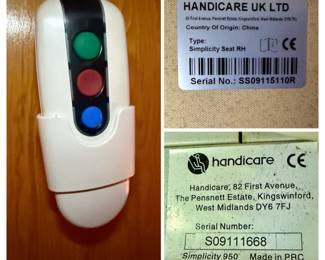 HANDICARE UK LTD
82 First Avenue, Pensnett Estate, Kingswinford, West Midlands DY6 7FJ
Country Of Origin: China
Type:
Simplicity Seat RH
CE
Serial No.: SS09115110R
handicare CE
Handicare, 82 First Avenue,
The Pensnett Estate, Kingswinford,
West Midlands DY6 7FJ
Serial Number:
S09111668
Simplicity 950 Made in PRC